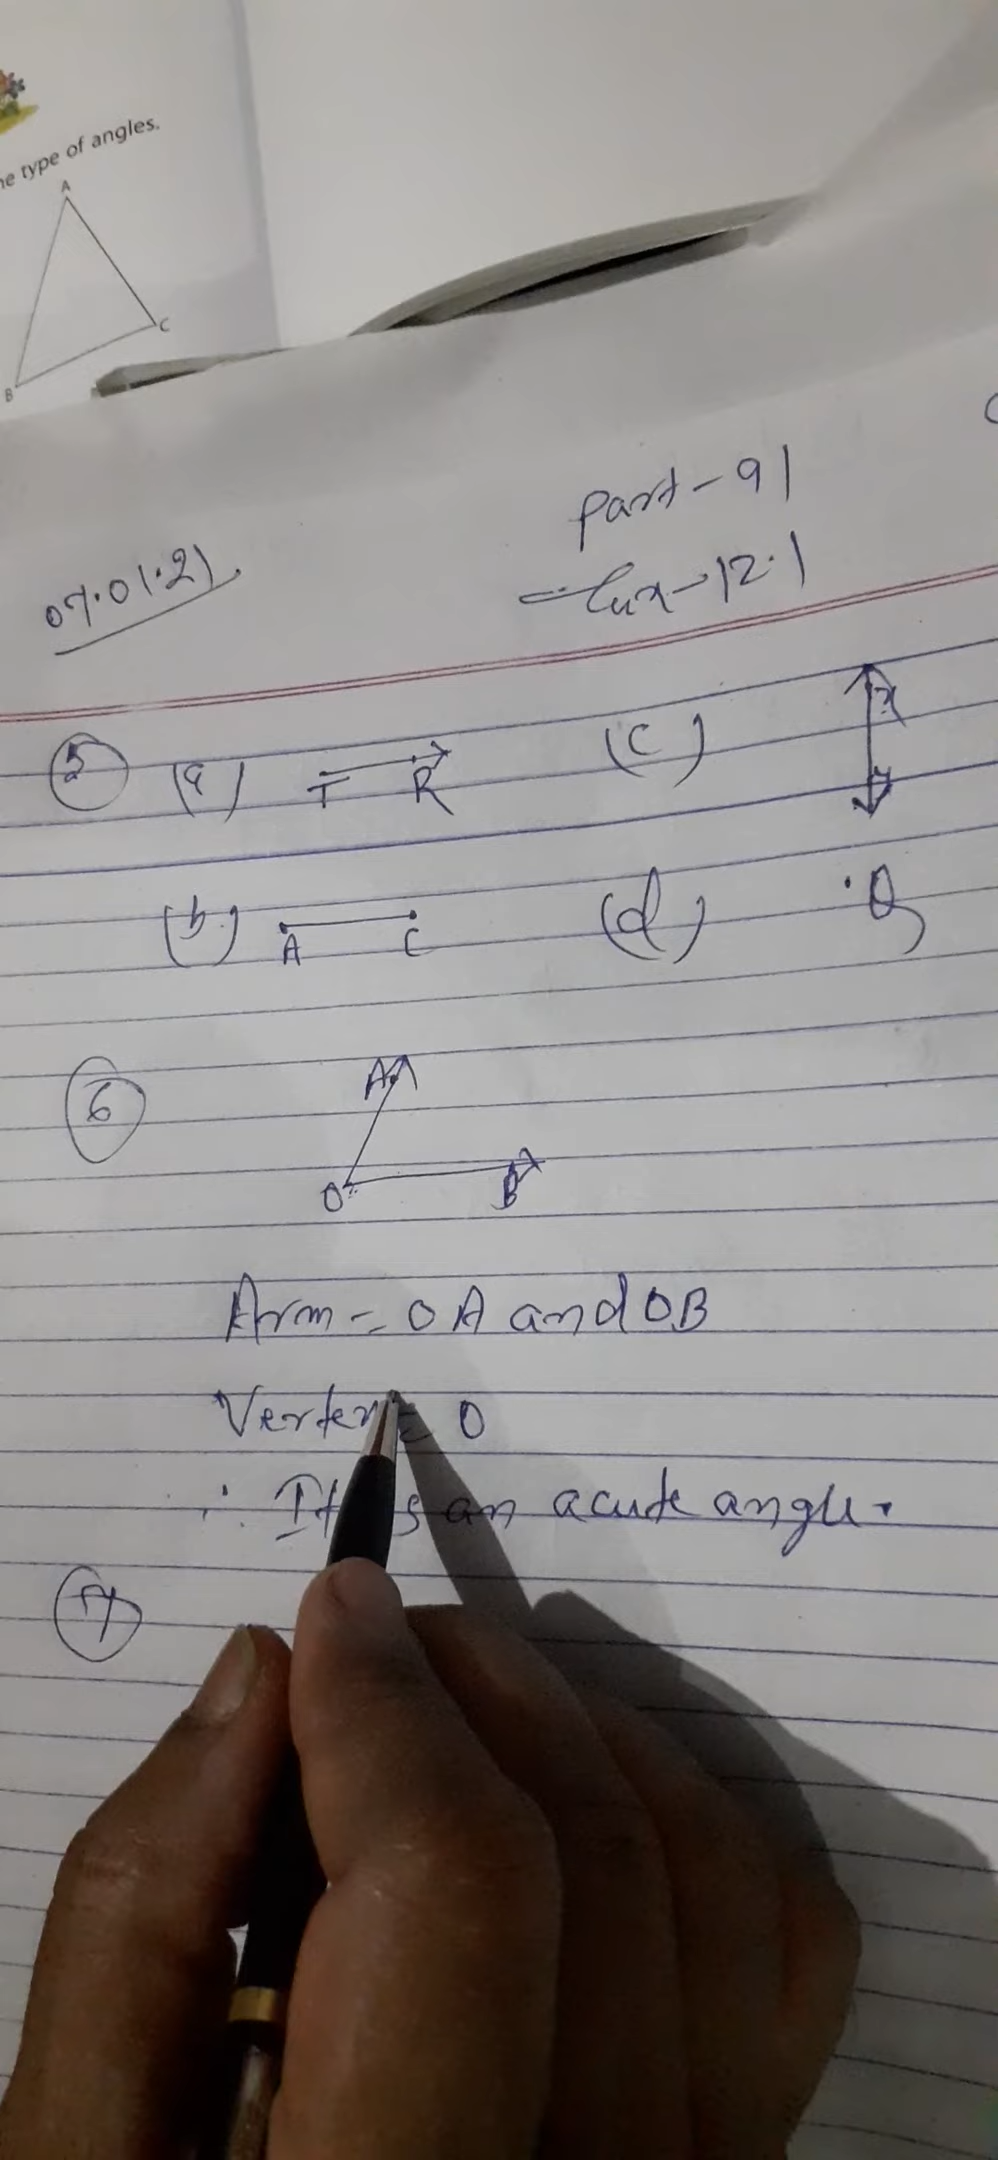 he type of angles.
A
C
B
Part-91
07.01.21
Ex-12.1
5 (a) T R (c) x y
(b) A C (d) . Q
6 A
O B
Arm = OA and OB
Vertex = O
∴ It is an acute angle.
7